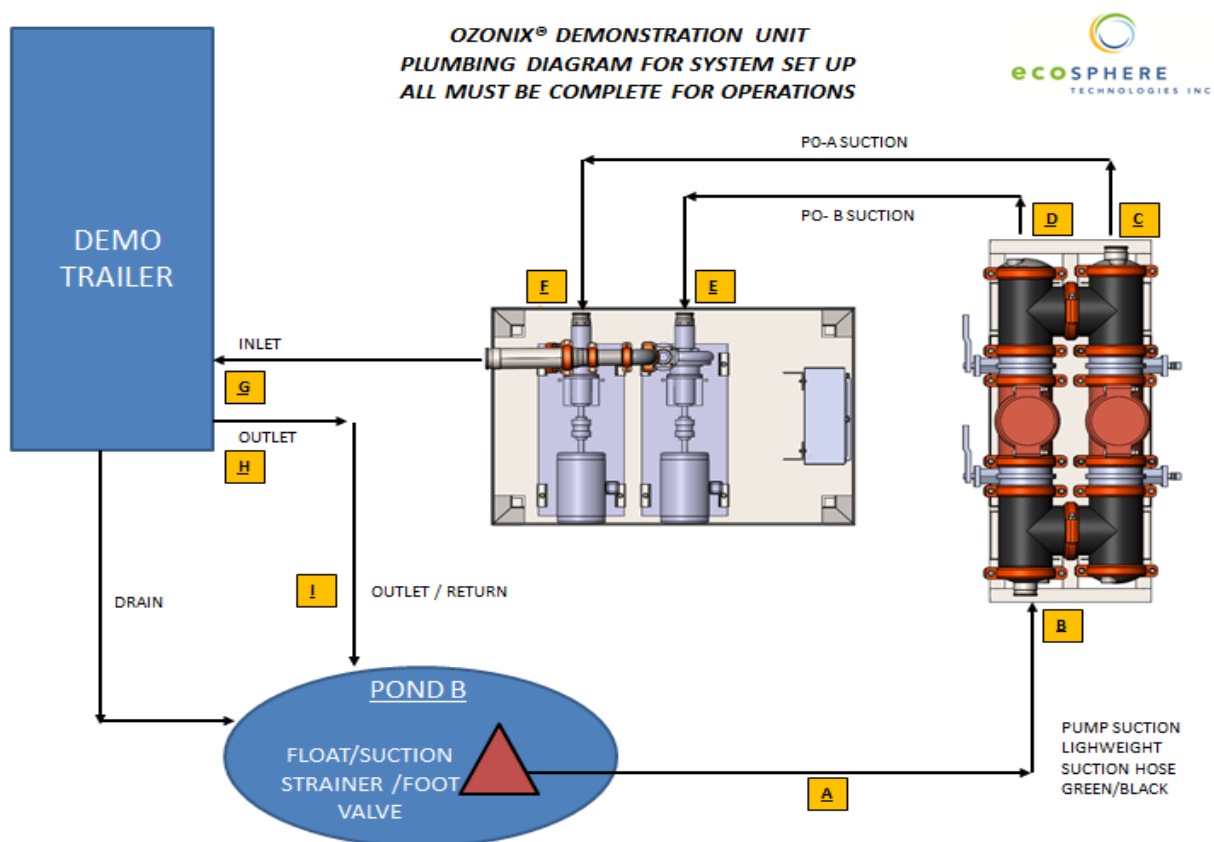 OZONIX® DEMONSTRATION UNIT
PLUMBING DIAGRAM FOR SYSTEM SET UP
ALL MUST BE COMPLETE FOR OPERATIONS
ecoSPHERE
TECHNOLOGIES INC
P0-A SUCTION
PO- B SUCTION
D
C
F
E
DEMO
TRAILER
INLET
G
OUTLET
H
I
OUTLET / RETURN
DRAIN
B
POND B
FLOAT/SUCTION
STRAINER /FOOT
VALVE
A
PUMP SUCTION
LIGHWEIGHT
SUCTION HOSE
GREEN/BLACK